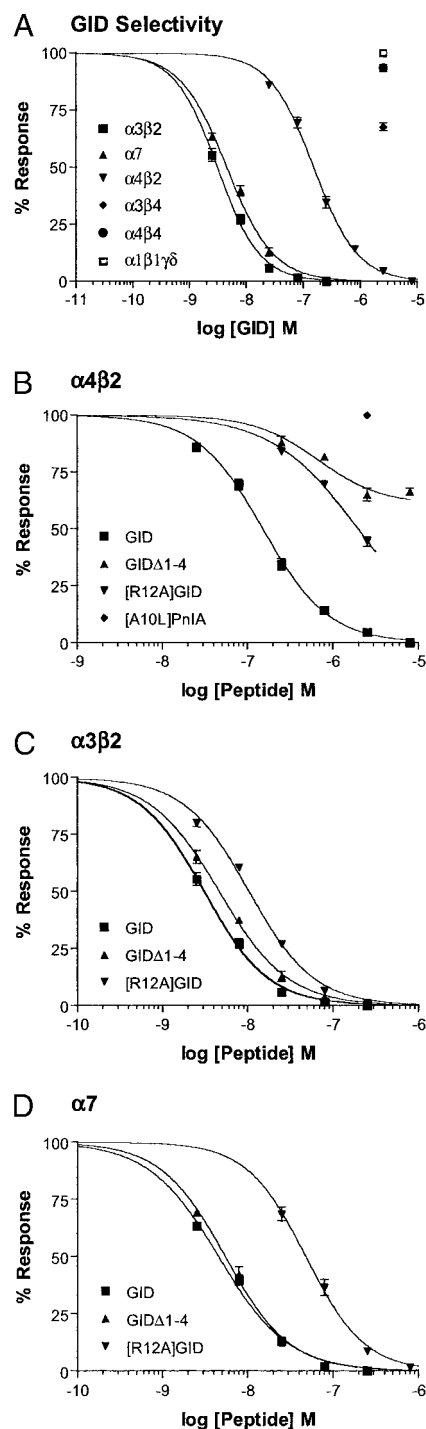 A GID Selectivity
100
75
50
25
0
% Response
α3β2
α7
α4β2
α3β4
α4β4
α1β1γδ
-11 -10 -9 -8 -7 -6 -5
log [GID] M
B α4β2
100
75
50
25
0
% Response
GID
GIDΔ1-4
[R12A]GID
[A10L]PnIA
-9 -8 -7 -6 -5
log [Peptide] M
C α3β2
100
75
50
25
0
% Response
GID
GIDΔ1-4
[R12A]GID
-10 -9 -8 -7 -6
log [Peptide] M
D α7
100
75
50
25
0
% Response
GID
GIDΔ1-4
[R12A]GID
-10 -9 -8 -7 -6
log [Peptide] M